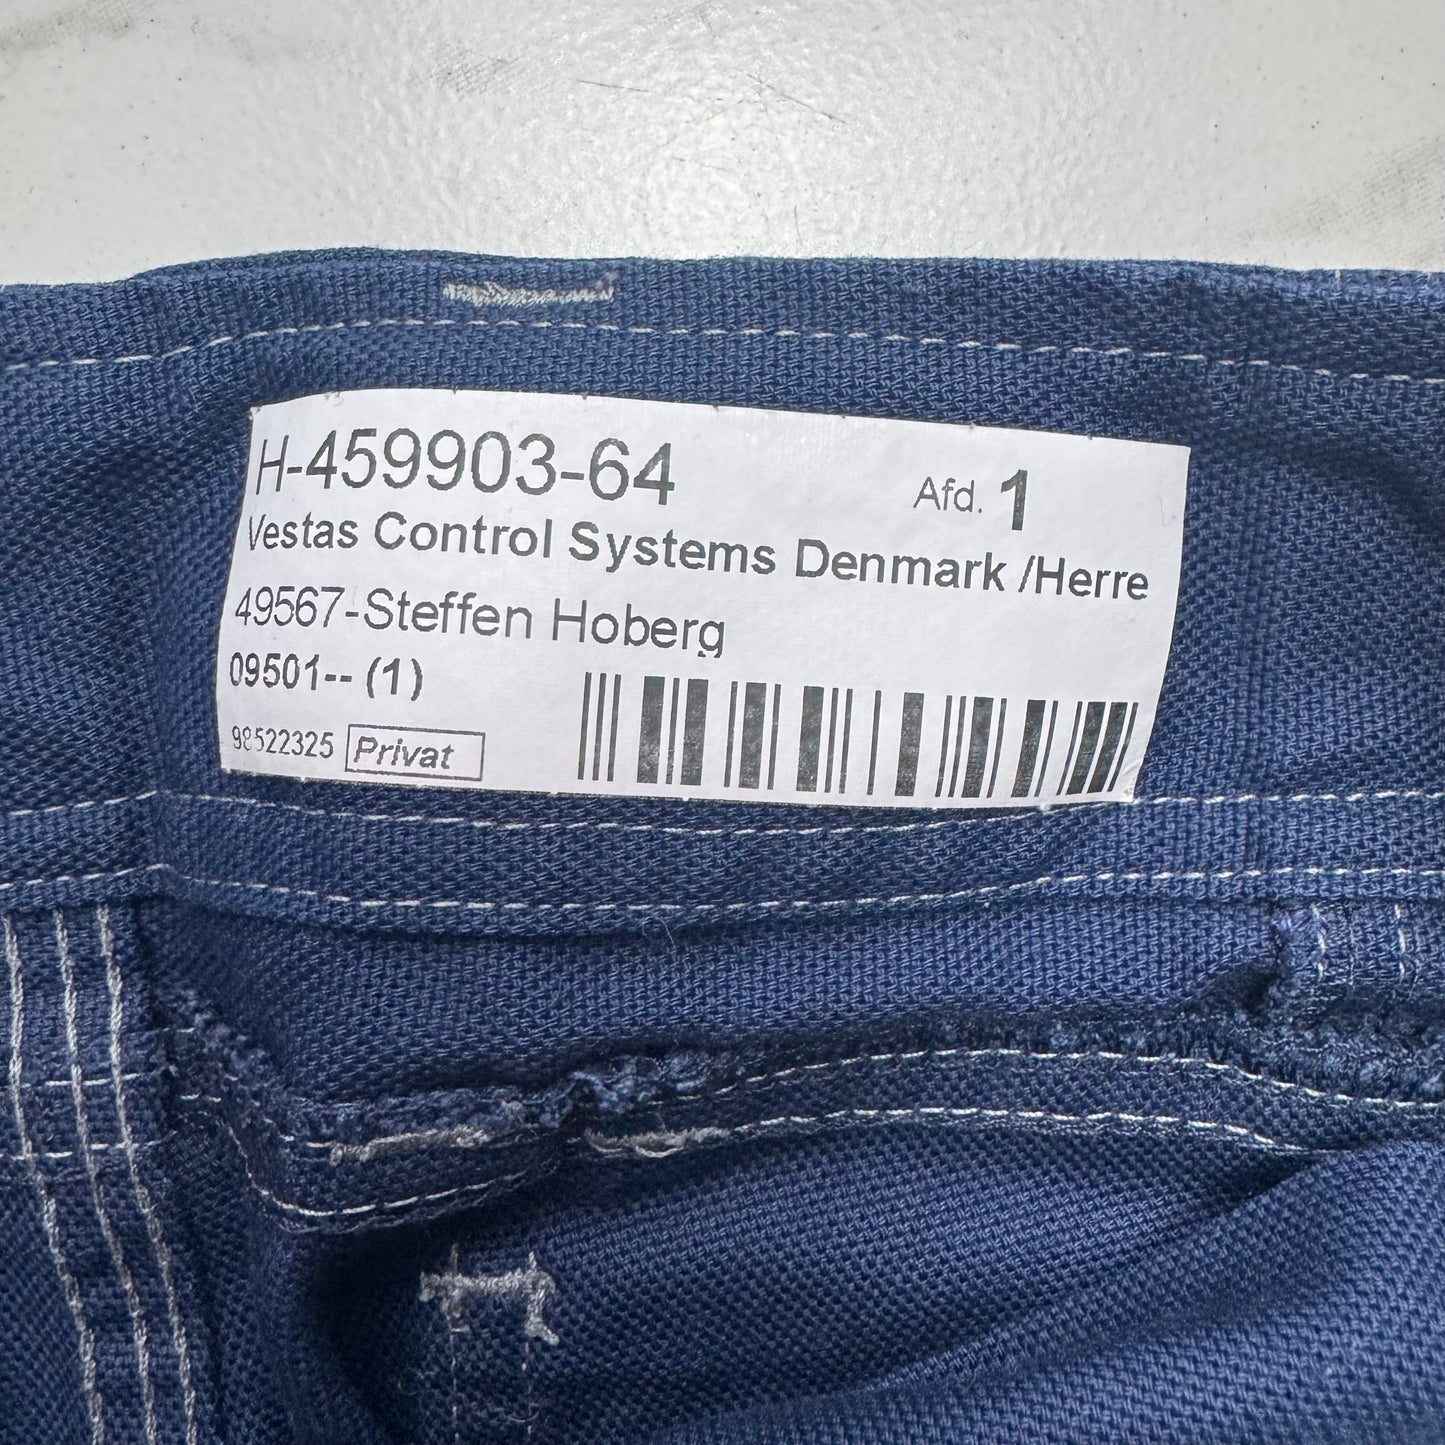 H-459903-64 Afd. 1
Vestas Control Systems Denmark /Herre
49567-Steffen Hoberg
09501-- (1)
98522325 Privat